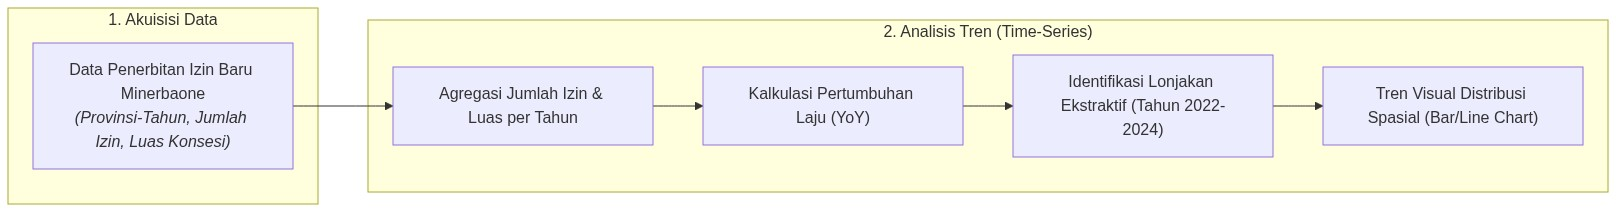 1. Akuisisi Data
Data Penerbitan Izin Baru
Minerbaone
(Provinsi-Tahun, Jumlah
Izin, Luas Konsesi)
2. Analisis Tren (Time-Series)
Agregasi Jumlah Izin &
Luas per Tahun
Kalkulasi Pertumbuhan
Laju (YoY)
Identifikasi Lonjakan
Ekstraktif (Tahun 2022-
2024)
Tren Visual Distribusi
Spasial (Bar/Line Chart)